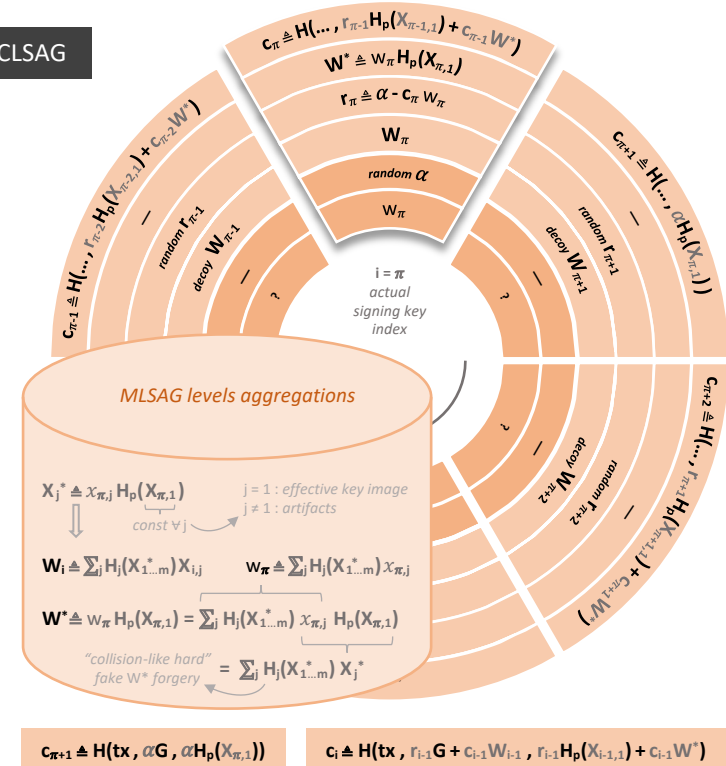 CLSAG
c_π ≜ H(... , r_π-1 H_p(X_π-1,1) + c_π-1 W*)
W* ≜ w_π H_p(X_π,1)
r_π ≜ α - c_π w_π
W_π
random α
w_π
c_π-1 ≜ H(... , r_π-2 H_p(X_π-2,1) + c_π-2 W*)
—
random r_π-1
decoy W_π-1
—
?
c_π+1 ≜ H(... , αH_p(X_π,1))
—
random r_π+1
decoy W_π+1
—
?
c_π+2 ≜ H(... , r_π+1 H_p(X_π+1,1) + c_π+1 W*)
—
random r_π+2
decoy W_π+2
—
?
i = π
actual
signing key
index
MLSAG levels aggregations
X_j* ≜ x_π,j H_p(X_π,1)
const ∀ j
j = 1 : effective key image
j ≠ 1 : artifacts
W_i ≜ ∑_j H_j(X*_1...m) X_i,j
w_π ≜ ∑_j H_j(X*_1...m) x_π,j
W* ≜ w_π H_p(X_π,1) = ∑_j H_j(X*_1...m) x_π,j H_p(X_π,1)
"collision-like hard"
fake W* forgery
= ∑_j H_j(X*_1...m) X_j*
c_π+1 ≜ H(tx , αG , αH_p(X_π,1))
c_i ≜ H(tx , r_i-1 G + c_i-1 W_i-1 , r_i-1 H_p(X_i-1,1) + c_i-1 W*)